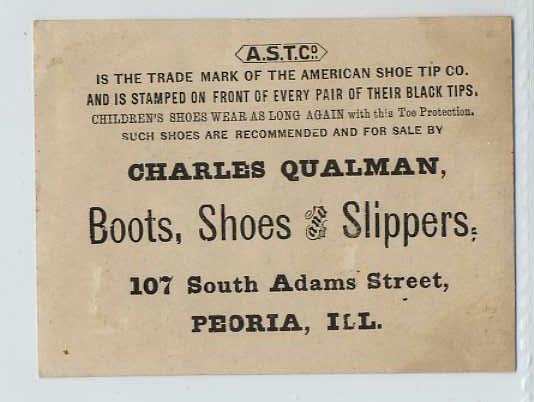 A.S.T.Co.
IS THE TRADE MARK OF THE AMERICAN SHOE TIP CO.
AND IS STAMPED ON FRONT OF EVERY PAIR OF THEIR BLACK TIPS.
CHILDREN'S SHOES WEAR AS LONG AGAIN with this Toe Protection.
SUCH SHOES ARE RECOMMENDED AND FOR SALE BY
CHARLES QUALMAN,
Boots, Shoes and Slippers,
107 South Adams Street,
PEORIA, ILL.